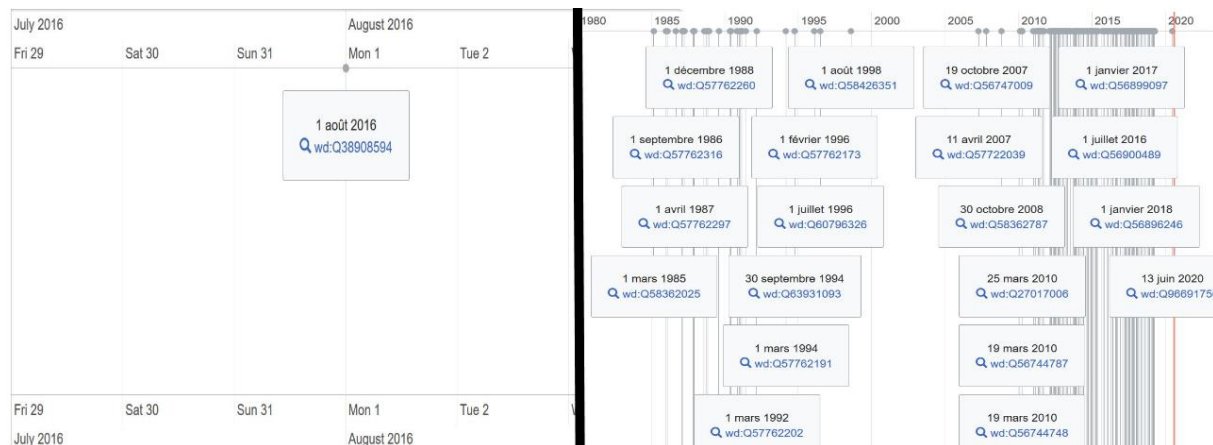 July 2016 August 2016
Fri 29 Sat 30 Sun 31 Mon 1 Tue 2
1 août 2016
wd:Q38908594
Fri 29 Sat 30 Sun 31 Mon 1 Tue 2
July 2016 August 2016
1980 1985 1990 1995 2000 2005 2010 2015 2020
1 décembre 1988
wd:Q57762260
1 août 1998
wd:Q58426351
19 octobre 2007
wd:Q56747009
1 janvier 2017
wd:Q56899097
1 septembre 1986
wd:Q57762316
1 février 1996
wd:Q57762173
11 avril 2007
wd:Q57722039
1 juillet 2016
wd:Q56900489
1 avril 1987
wd:Q57762297
1 juillet 1996
wd:Q60796326
30 octobre 2008
wd:Q58362787
1 janvier 2018
wd:Q56896246
1 mars 1985
wd:Q58362025
30 septembre 1994
wd:Q63931093
25 mars 2010
wd:Q27017006
13 juin 2020
1 mars 1994
wd:Q57762191
19 mars 2010
wd:Q56744787
1 mars 1992
wd:Q57762202
19 mars 2010
wd:Q56744748